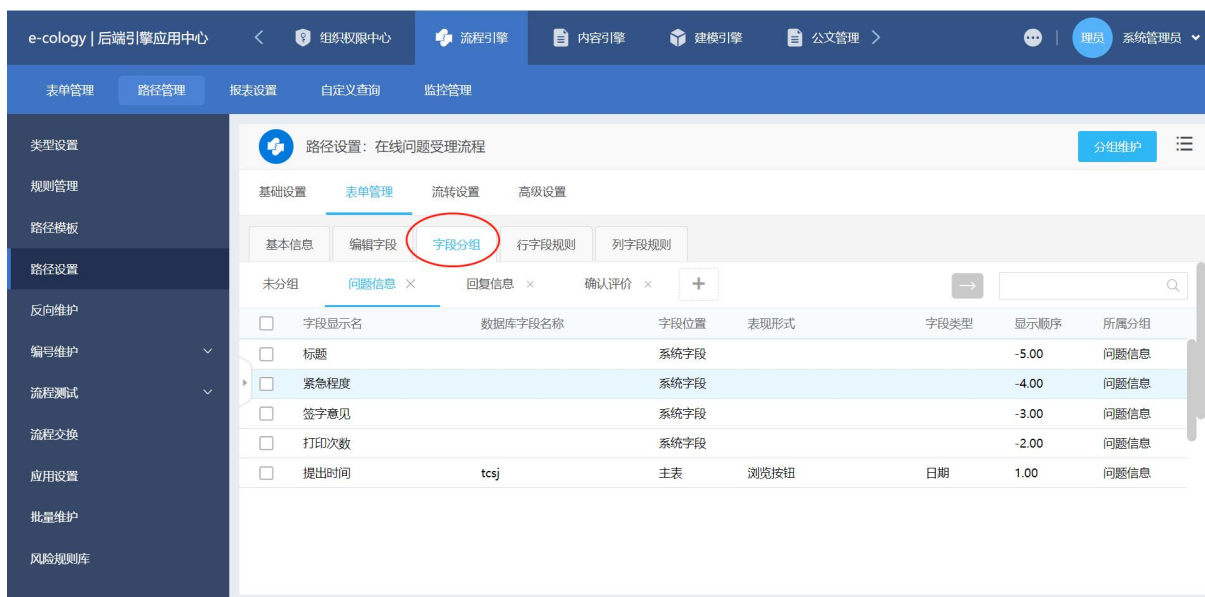 e-cology | 后端引擎应用中心 组织权限中心 流程引擎 内容引擎 建模引擎 公文管理 理员 系统管理员
表单管理 路径管理 报表设置 自定义查询 监控管理
类型设置
规则管理
路径模板
路径设置
反向维护
编号维护
流程测试
流程交换
应用设置
批量维护
风险规则库
路径设置：在线问题受理流程 分组维护
基础设置 表单管理 流转设置 高级设置
基本信息 编辑字段 字段分组 行字段规则 列字段规则
未分组 问题信息 × 回复信息 × 确认评价 × +
字段显示名 数据库字段名称 字段位置 表现形式 字段类型 显示顺序 所属分组
标题 系统字段 -5.00 问题信息
紧急程度 系统字段 -4.00 问题信息
签字意见 系统字段 -3.00 问题信息
打印次数 系统字段 -2.00 问题信息
提出时间 tcsj 主表 浏览按钮 日期 1.00 问题信息